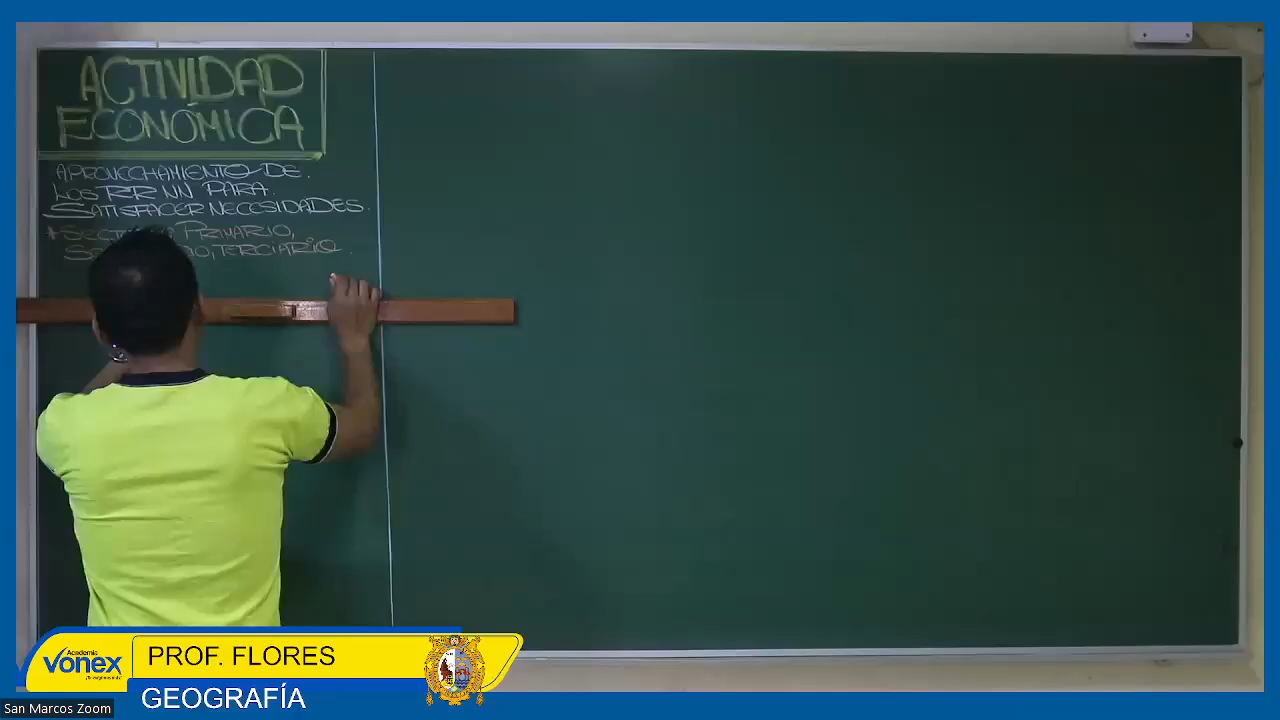 ACTIVIDAD
ECONÓMICA
APROVECHAMIENTO DE.
LOS RR NN PARA.
SATISFACER NECESIDADES.
PRIMARIO,
TERCIARIO.
Academia
vonex
PROF. FLORES
GEOGRAFÍA
San Marcos Zoom